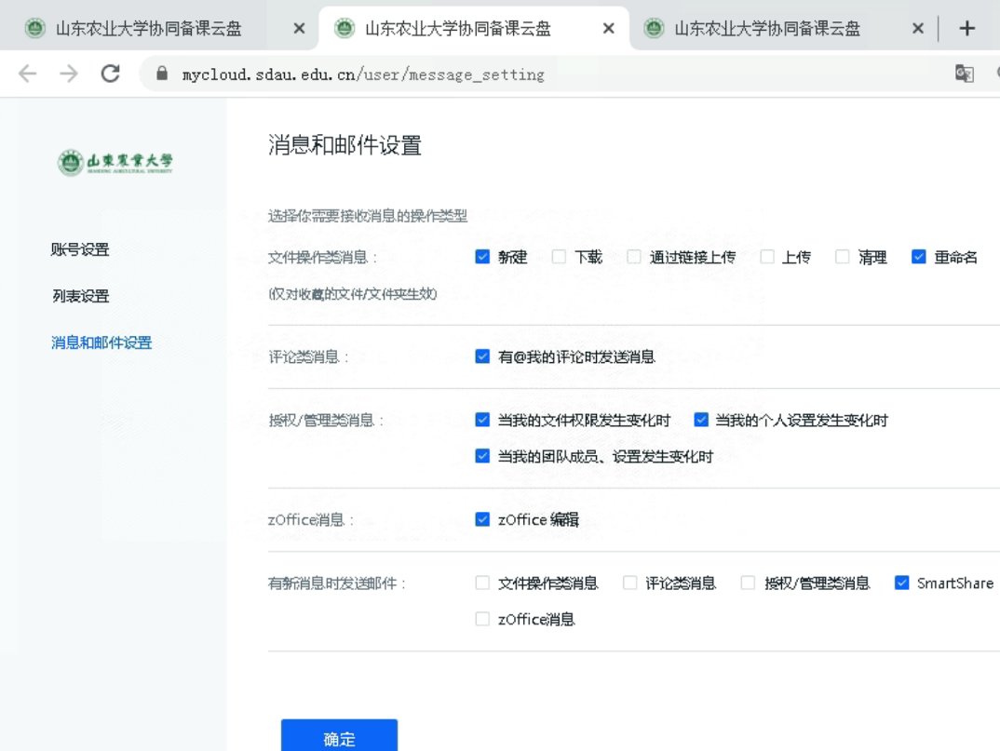 山东农业大学协同备课云盘 山东农业大学协同备课云盘 山东农业大学协同备课云盘
mycloud.sdau.edu.cn/user/message_setting
山東農業大學
SHANDONG AGRICULTURAL UNIVERSITY
消息和邮件设置
选择你需要接收消息的操作类型
账号设置
列表设置
消息和邮件设置
文件操作类消息: 新建 下载 通过链接上传 上传 清理 重命名
(仅对收藏的文件/文件夹生效)
评论类消息: 有@我的评论时发送消息
授权/管理类消息: 当我的文件权限发生变化时 当我的个人设置发生变化时
当我的团队成员、设置发生变化时
zOffice消息: zOffice 编辑
有新消息时发送邮件: 文件操作类消息 评论类消息 授权/管理类消息 SmartShare
zOffice消息
确定